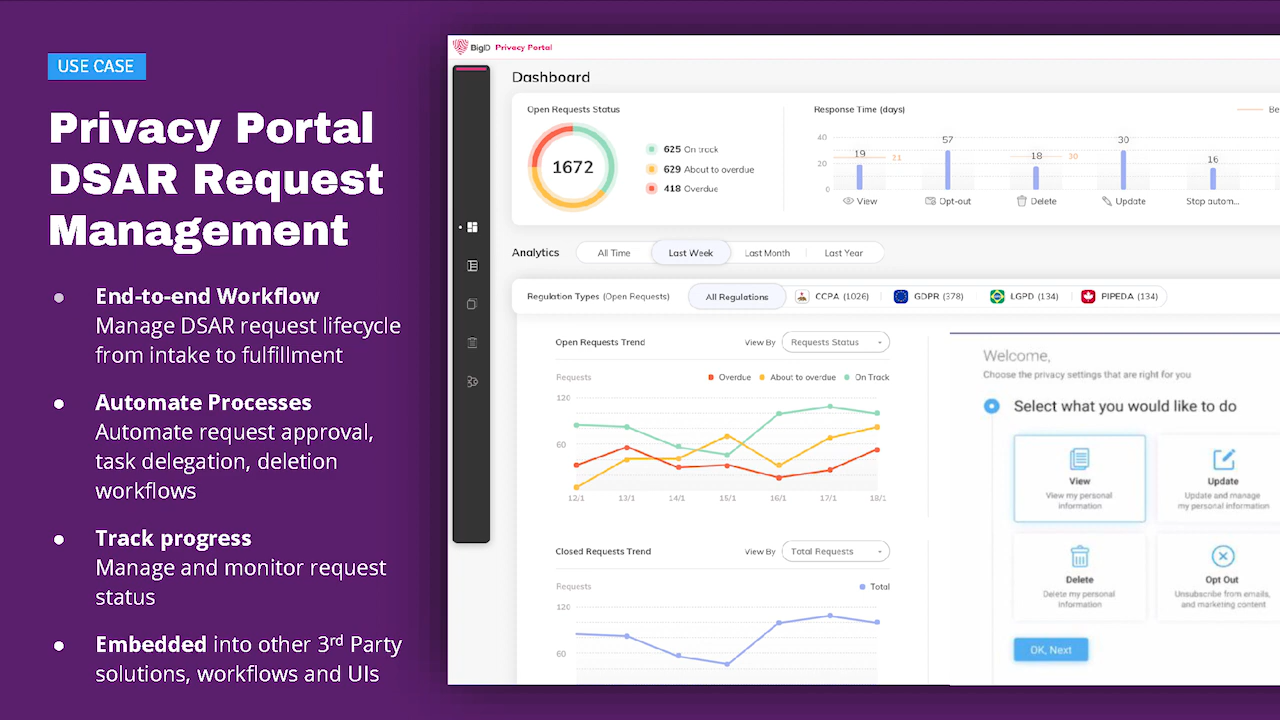 USE CASE
Privacy Portal
DSAR Request
Management
End-to-end Workflow
Manage DSAR request lifecycle
from intake to fulfillment
Automate Processes
Automate request approval,
task delegation, deletion
workflows
Track progress
Manage and monitor request
status
Embedded into other 3rd Party
solutions, workflows and UIs
BigID Privacy Portal
Dashboard
Open Requests Status
1672
625 On track
629 About to overdue
418 Overdue
Response Time (days)
Be
40
20
0
19
21
57
18
30
30
16
View
Opt-out
Delete
Update
Stop autom...
Analytics
All Time
Last Week
Last Month
Last Year
Regulation Types (Open Requests)
All Regulations
CCPA (1026)
GDPR (378)
LGPD (134)
PIPEDA (134)
Open Requests Trend
View By
Requests Status
Requests
Overdue
About to overdue
On Track
120
60
12/1
13/1
14/1
15/1
16/1
17/1
18/1
Closed Requests Trend
View By
Total Requests
Requests
Total
120
60
Welcome,
Choose the privacy settings that are right for you
Select what you would like to do
View
View my personal
information
Update
Update and manage
my personal information
Delete
Delete my personal
information
Opt Out
Unsubscribe from emails,
and marketing content
OK, Next